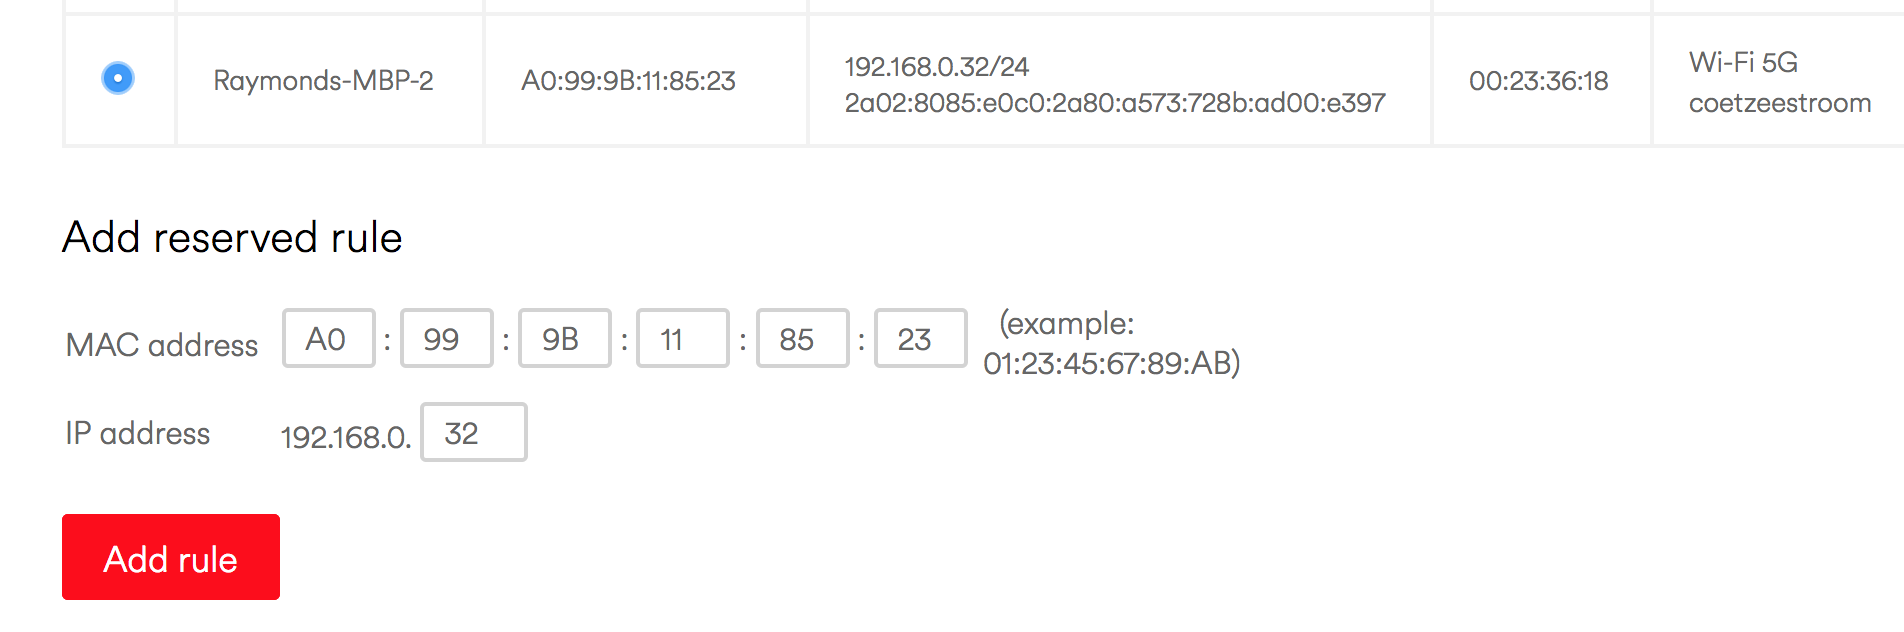 Raymonds-MBP-2
A0:99:9B:11:85:23
192.168.0.32/24
2a02:8085:e0c0:2a80:a573:728b:ad00:e397
00:23:36:18
Wi-Fi 5G
coetzeestroom
Add reserved rule
MAC address A0 : 99 : 9B : 11 : 85 : 23 (example:
01:23:45:67:89:AB)
IP address 192.168.0. 32
Add rule